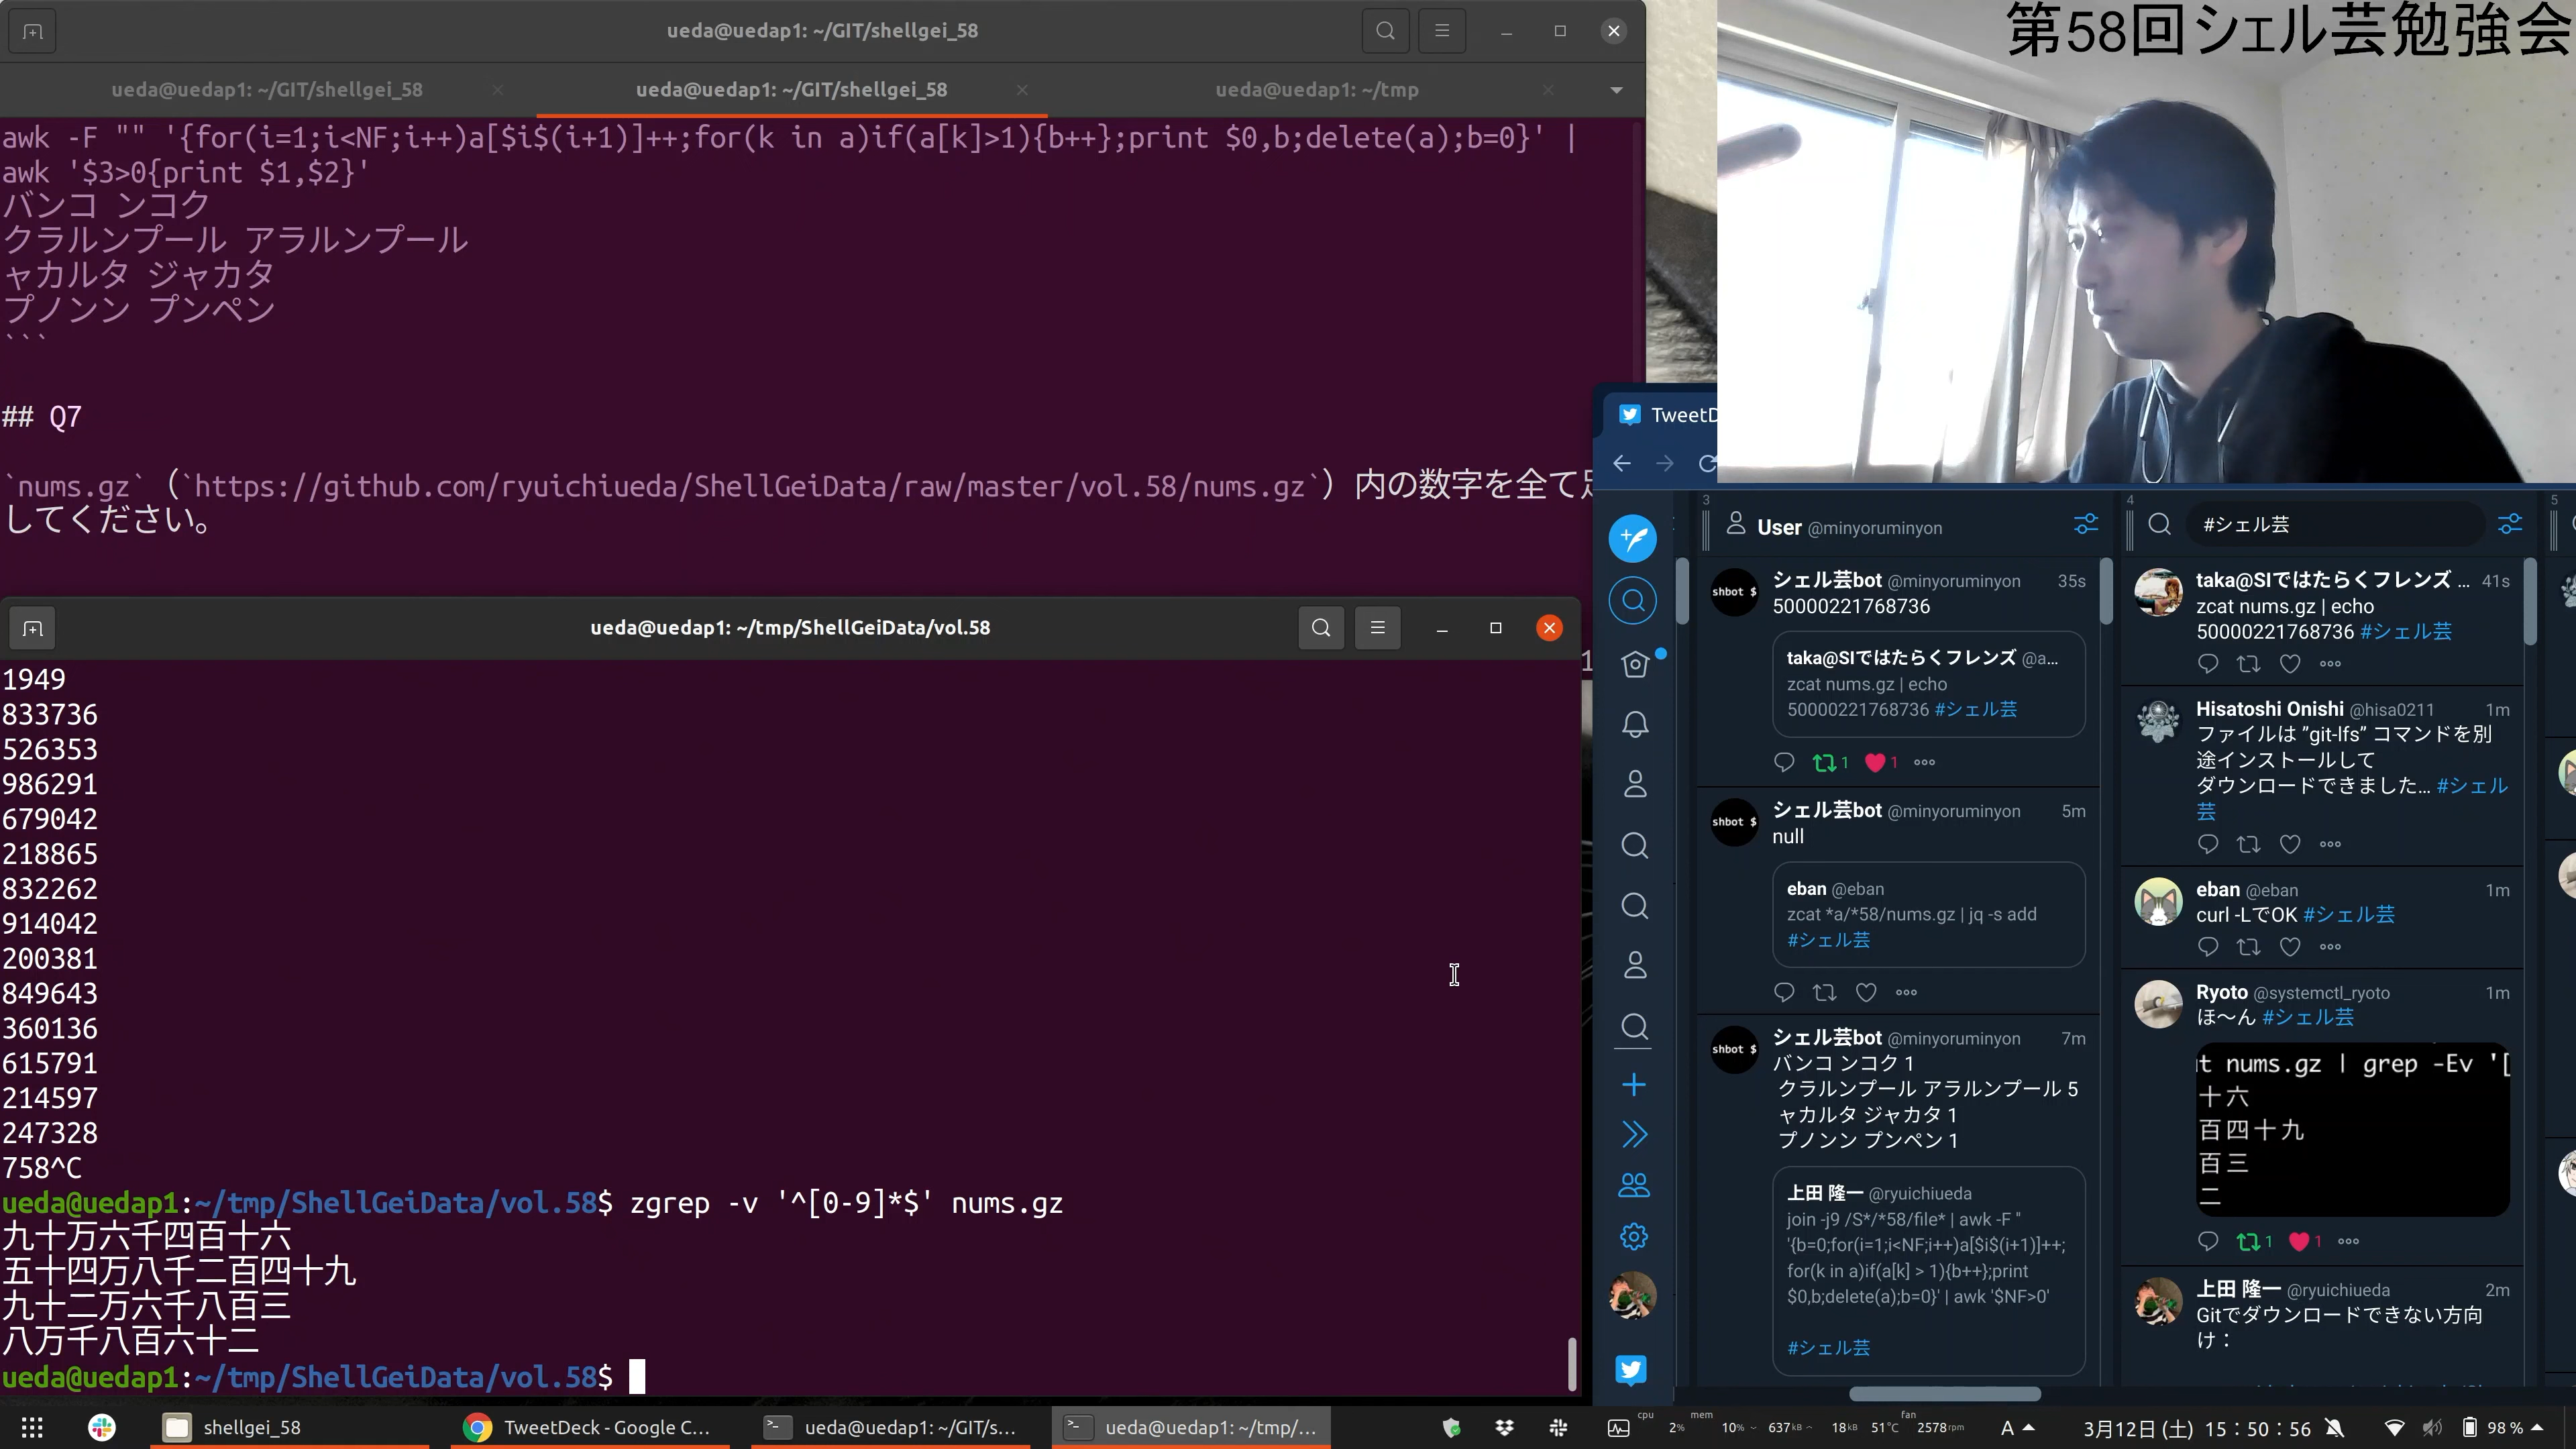 ueda@uedap1: ~/GIT/shellgei_58
ueda@uedap1: ~/GIT/shellgei_58
ueda@uedap1: ~/GIT/shellgei_58
ueda@uedap1: ~/tmp
awk -F "" '{for(i=1;i<NF;i++)a[$i$(i+1)]++;for(k in a)if(a[k]>1){b++};print $0,b;delete(a);b=0}' |
awk '$3>0{print $1,$2}'
バンコ ンコク
クラルンプール アラルンプール
ャカルタ ジャカタ
プノンン プンペン
```
## Q7
`nums.gz` (`https://github.com/ryuichiueda/ShellGeiData/raw/master/vol.58/nums.gz`) 内の数字を全て
してください。
ueda@uedap1: ~/tmp/ShellGeiData/vol.58
1949
833736
526353
986291
679042
218865
832262
914042
200381
849643
360136
615791
214597
247328
758^C
ueda@uedap1:~/tmp/ShellGeiData/vol.58$ zgrep -v '^[0-9]*$' nums.gz
九十万六千四百十六
五十四万八千二百四十九
九十二万六千八百三
八万千八百六十二
ueda@uedap1:~/tmp/ShellGeiData/vol.58$
第58回シェル芸勉強会
TweetD
3
User @minyoruminyon
シェル芸bot @minyoruminyon 35s
shbot $
50000221768736
taka@SIではたらくフレンズ @a...
zcat nums.gz | echo
50000221768736 #シェル芸
1 1
シェル芸bot @minyoruminyon 5m
shbot $
null
eban @eban
zcat *a/*58/nums.gz | jq -s add
#シェル芸
シェル芸bot @minyoruminyon 7m
shbot $
バンコ ンコク 1
クラルンプール アラルンプール 5
ャカルタ ジャカタ 1
プノンン プンペン 1
上田 隆一 @ryuichiueda
join -j9 /S*/*58/file* | awk -F ''
'{b=0;for(i=1;i<NF;i++)a[$i$(i+1)]++;
for(k in a)if(a[k] > 1){b++};print
$0,b;delete(a);b=0}' | awk '$NF>0'
#シェル芸
4
#シェル芸
5
taka@SIではたらくフレンズ ... 41s
zcat nums.gz | echo
50000221768736 #シェル芸
Hisatoshi Onishi @hisa0211 1m
ファイルは ”git-lfs” コマンドを別
途インストールして
ダウンロードできました... #シェル
芸
eban @eban 1m
curl -LでOK #シェル芸
Ryoto @systemctl_ryoto 1m
ほ〜ん #シェル芸
t nums.gz | grep -Ev '[
十六
百四十九
百三
二
1 1
上田 隆一 @ryuichiueda 2m
Gitでダウンロードできない方向
け：
shellgei_58
TweetDeck - Google C...
ueda@uedap1: ~/GIT/s...
ueda@uedap1: ~/tmp/...
cpu 2% mem 10% 637kB 18kB 51°C fan 2578rpm
A
3月12日 (土) 15:50:56
98 %